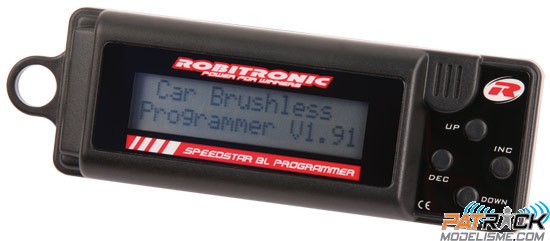 ROBITRONIC
POWER FOR WINNERS
Car Brushless
Programmer V1.91
SPEEDSTAR BL PROGRAMMER
R
UP
INC
DEC
DOWN
CE
PATRACK
MODELISME.COM